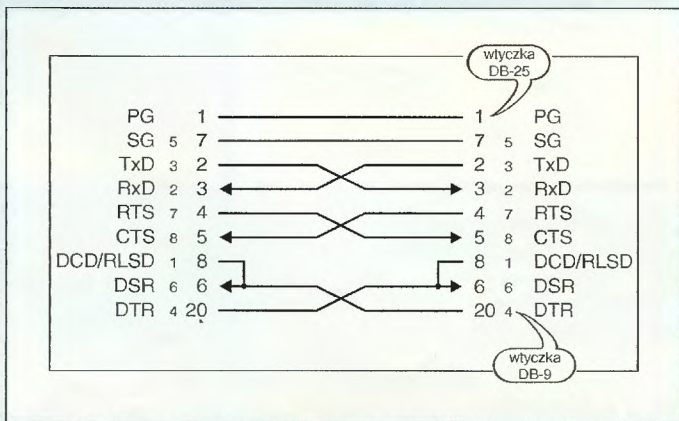 wtyczka
DB-25
PG 1 1 PG
SG 5 7 7 5 SG
TxD 3 2 2 3 TxD
RxD 2 3 3 2 RxD
RTS 7 4 4 7 RTS
CTS 8 5 5 8 CTS
DCD/RLSD 1 8 8 1 DCD/RLSD
DSR 6 6 6 6 DSR
DTR 4 20 20 4 DTR
wtyczka
DB-9